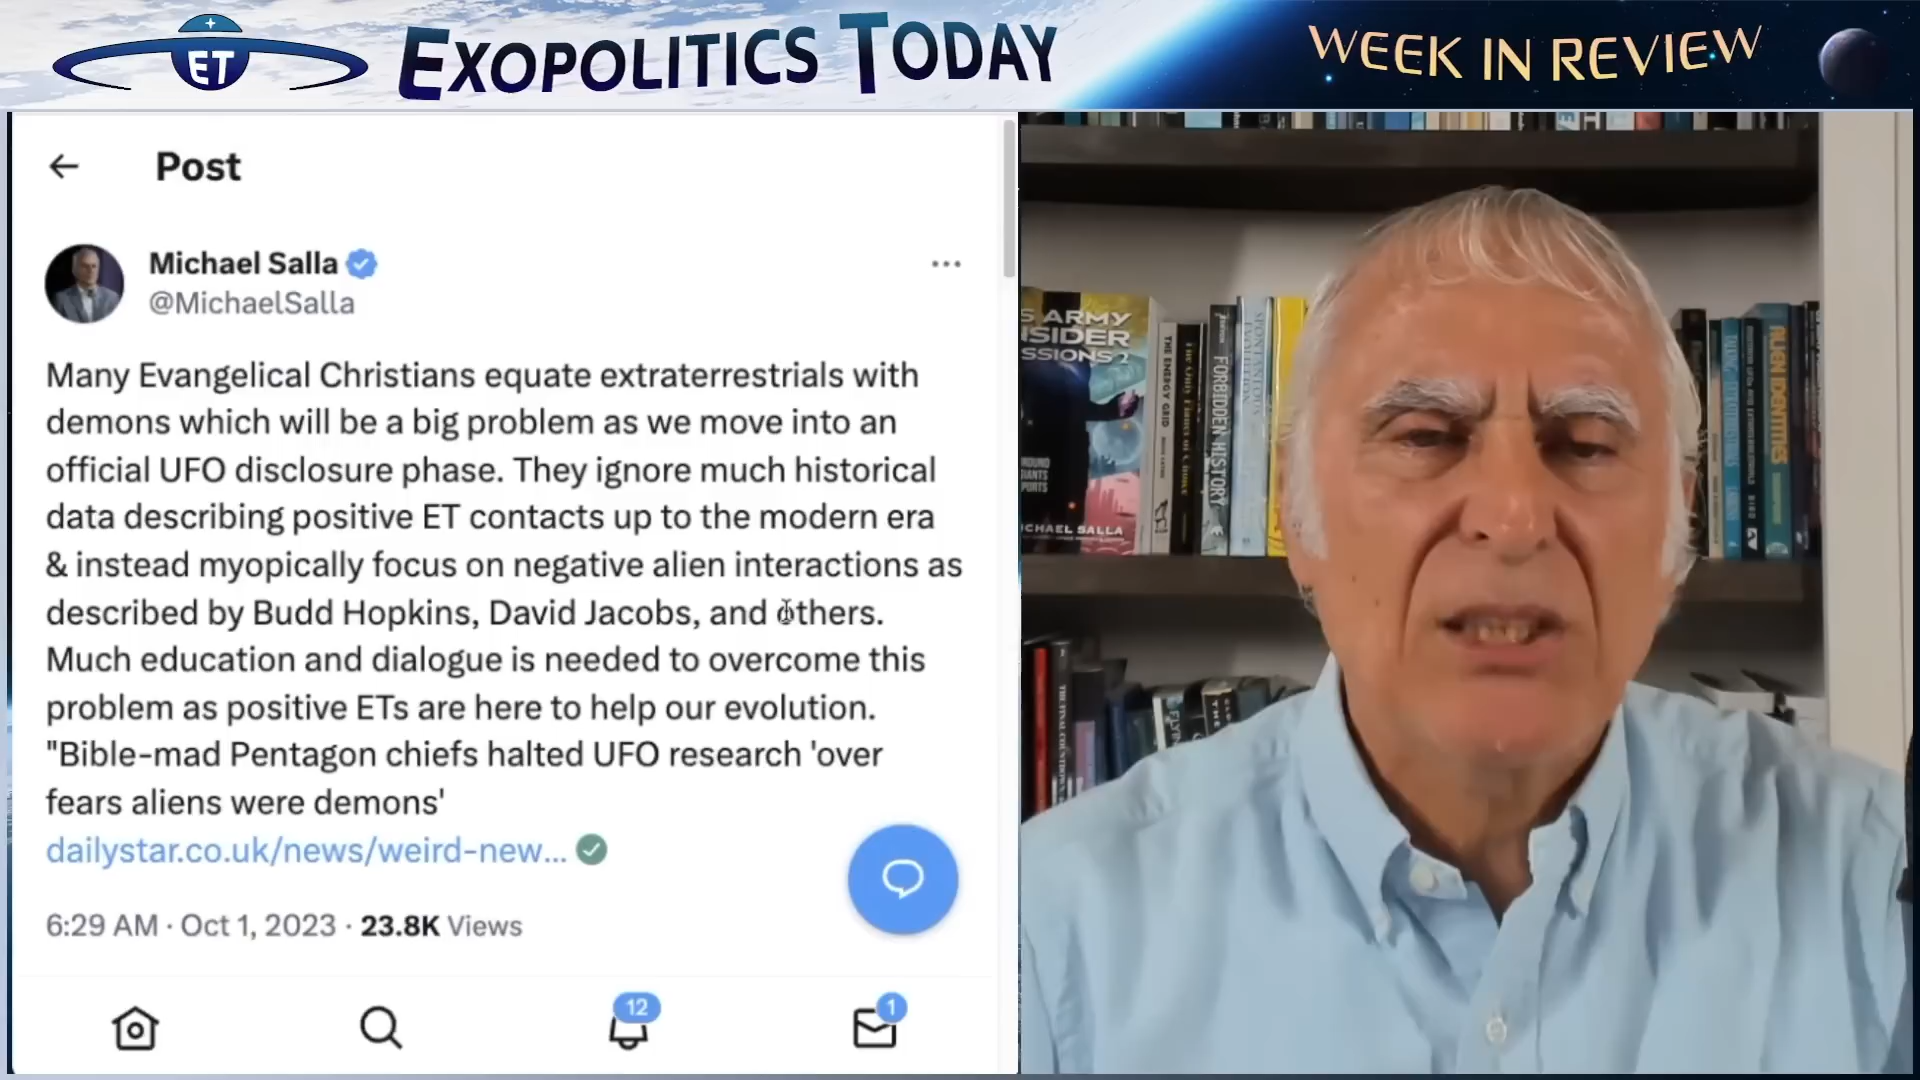 ET
EXOPOLITICS TODAY
WEEK IN REVIEW
Post
Michael Salla
@MichaelSalla
Many Evangelical Christians equate extraterrestrials with
demons which will be a big problem as we move into an
official UFO disclosure phase. They ignore much historical
data describing positive ET contacts up to the modern era
& instead myopically focus on negative alien interactions as
described by Budd Hopkins, David Jacobs, and others.
Much education and dialogue is needed to overcome this
problem as positive ETs are here to help our evolution.
"Bible-mad Pentagon chiefs halted UFO research 'over
fears aliens were demons'
dailystar.co.uk/news/weird-new...
6:29 AM · Oct 1, 2023 · 23.8K Views
12
1
S ARMY
NSIDER
SSIONS 2
CHAEL SALLA
THE ENERGY GRID
FORBIDDEN HISTORY
ALIEN IDENTITIES